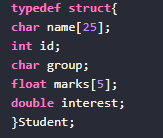 typedef struct{
char name[25];
int id;
char group;
float marks[5];
double interest;
}Student;